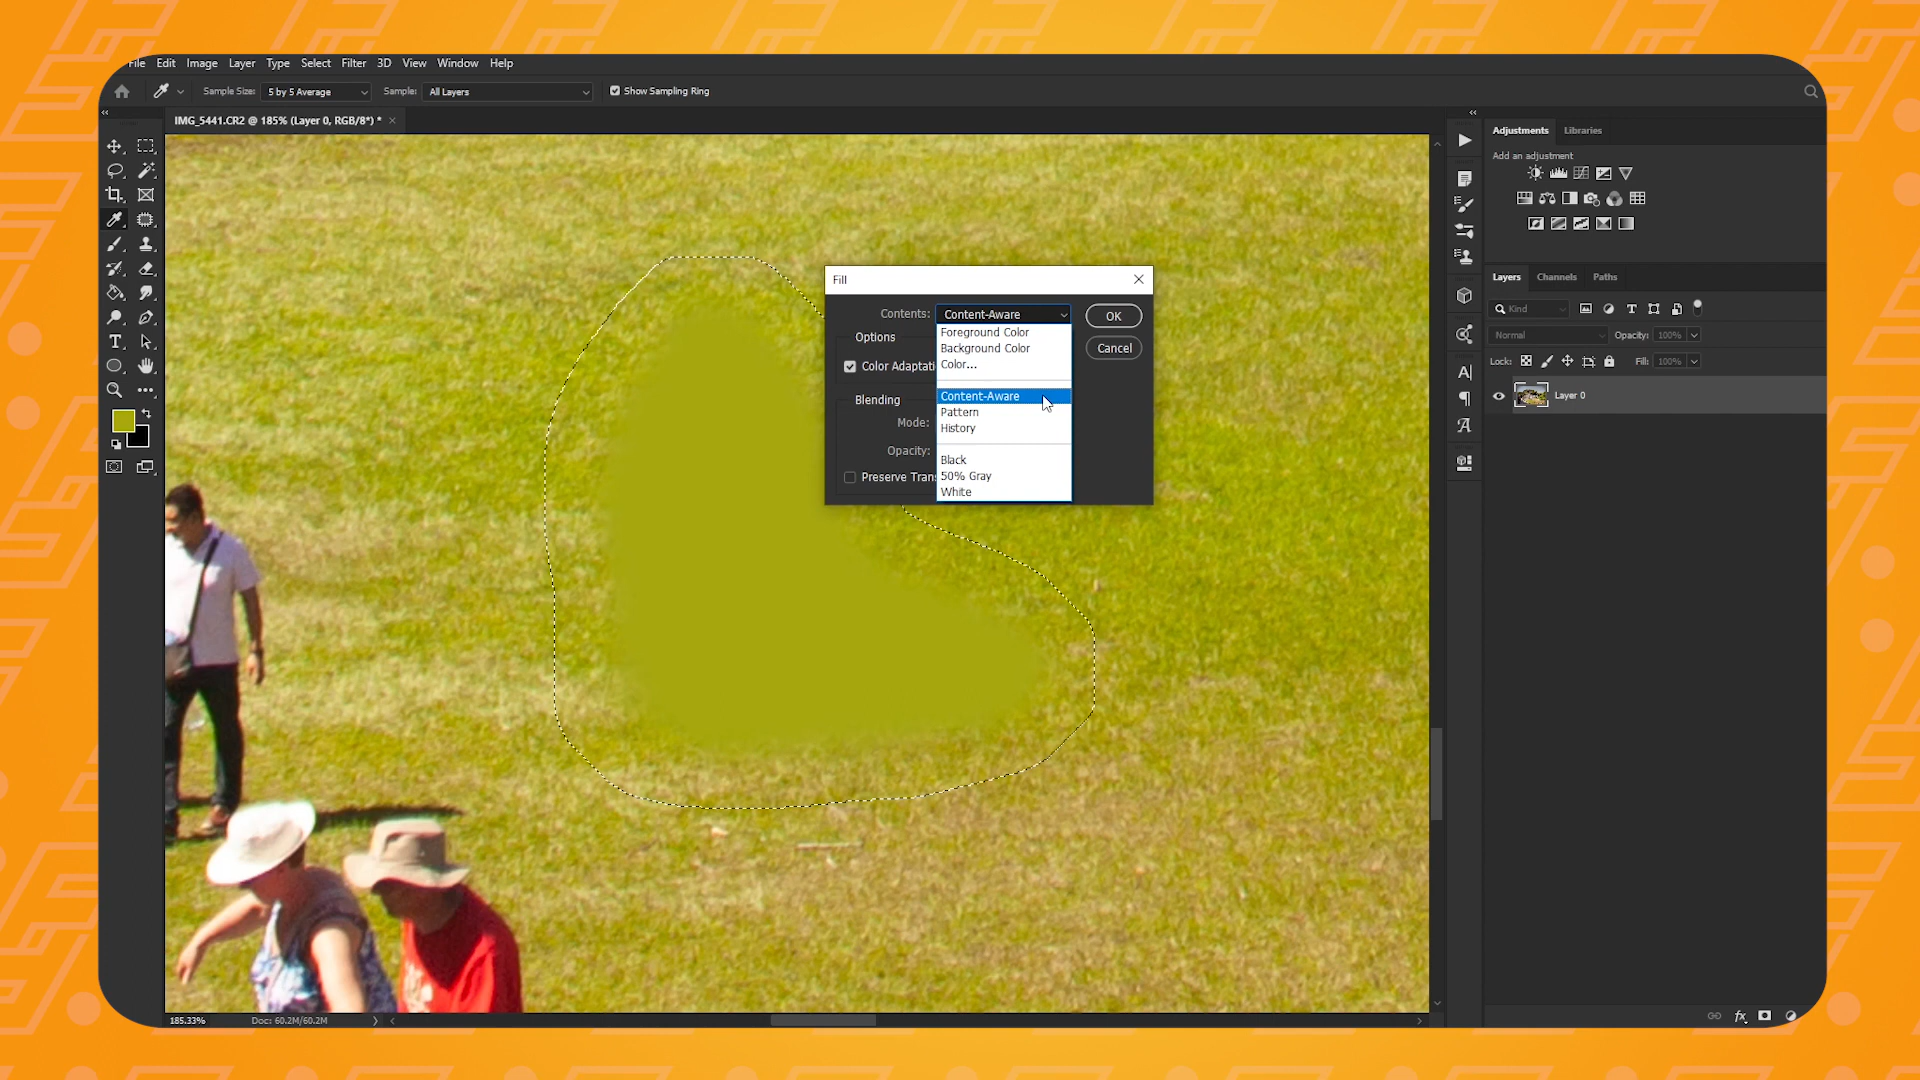 File Edit Image Layer Type Select Filter 3D View Window Help
Sample Size: 5 by 5 Average Sample: All Layers Show Sampling Ring
IMG_5441.CR2 @ 185% (Layer 0, RGB/8*) *
Adjustments Libraries
Add an adjustment
Fill
Contents: Content-Aware OK
Foreground Color
Options
Background Color Cancel
Color...
Color Adaptati
Content-Aware
Blending
Pattern
Mode:
History
Opacity:
Black
Preserve Trans 50% Gray
White
Layers Channels Paths
Kind
Normal Opacity: 100%
Lock: Fill: 100%
Layer 0
185.33% Doc: 60.2M/60.2M